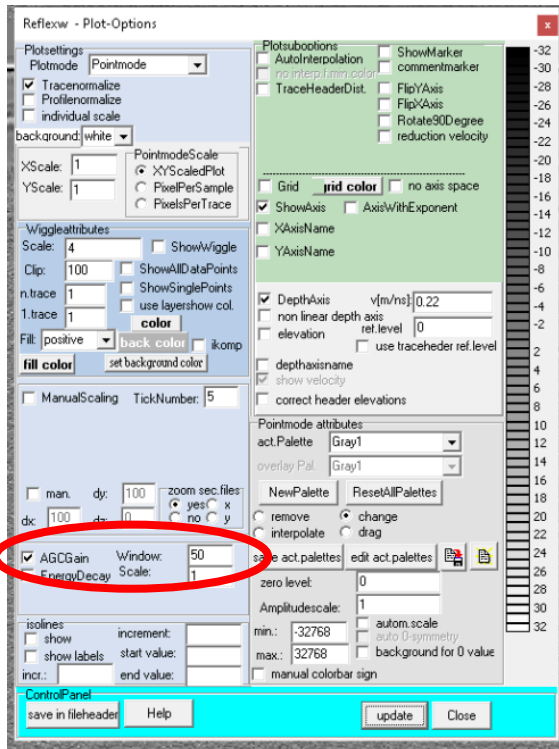 Reflexw - Plot-Options
x
Plotsettings
Plotmode Pointmode
Tracenormalize
Profilenormalize
individual scale
background: white
XScale: 1
YScale: 1
PointmodeScale
XYScaledPlot
PixelPerSample
PixelsPerTrace
Wiggleattributes
Scale: 4 ShowWiggle
Clip: 100 ShowAllDataPoints
n.trace 1 ShowSinglePoints
1.trace 1 use layershow col.
color
Fill: positive back color ikomp
fill color set background color
ManualScaling TickNumber: 5
man. dy: 100 zoom sec.files
yes x
dx: 100 dz: 0 no y
AGCGain Window: 50
EnergyDecay Scale: 1
isolines
show increment:
show labels start value:
incr.: end value:
Plotsuboptions
AutoInterpolation ShowMarker
no interp.t.min.color commentmarker
TraceHeaderDist. FlipYAxis
FlipXAxis
Rotate90Degree
reduction velocity
Grid grid color no axis space
ShowAxis AxisWithExponent
XAxisName
YAxisName
DepthAxis v[m/ns]: 0.22
non linear depth axis
elevation ref.level 0
use traceheder ref.level
depthaxisname
show velocity
correct header elevations
Pointmode attributes
act.Palette Gray1
overlay Pal. Gray1
NewPalette ResetAllPalettes
remove change
interpolate drag
act.palettes edit act.palettes
zero level: 0
Amplitudescale: 1
min.: -32768 autom.scale
auto 0-symmetry
max.: 32768 background for 0 value
manual colorbar sign
-32
-30
-28
-26
-24
-22
-20
-18
-16
-14
-12
-10
-8
-6
-4
-2
2
4
6
8
10
12
14
16
18
20
22
24
26
28
30
32
ControlPanel
save in fileheader Help update Close